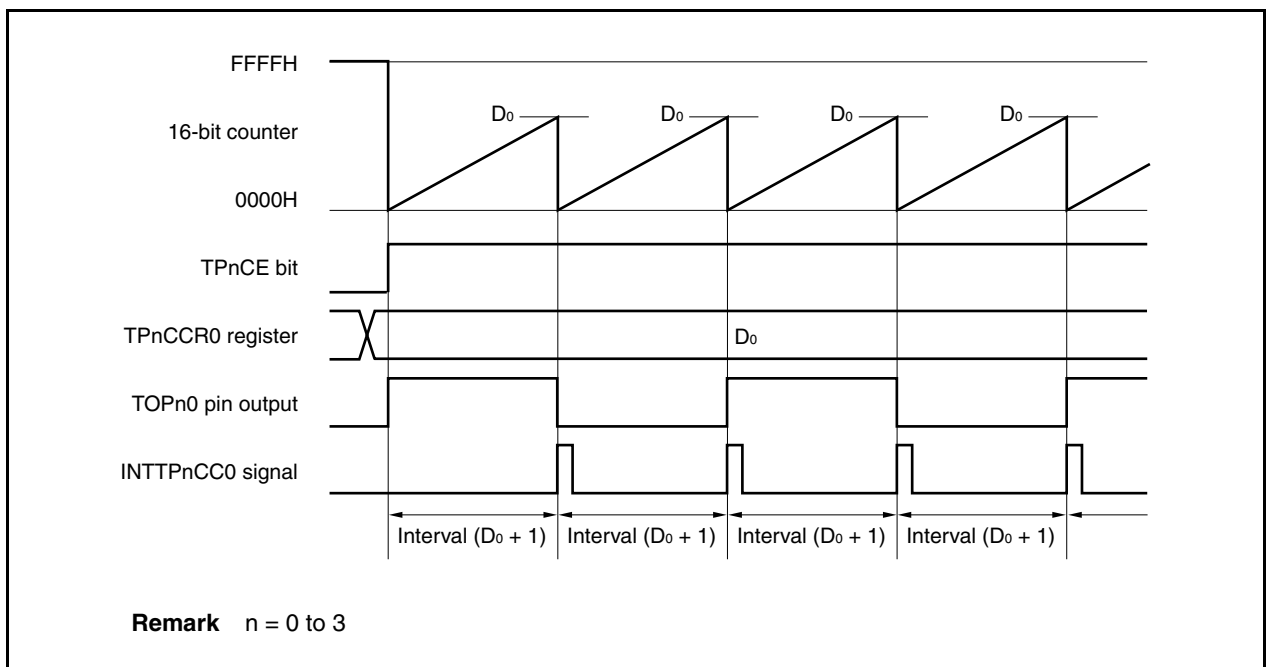 FFFFH
16-bit counter
0000H
D0 D0 D0 D0
TPnCE bit
TPnCCR0 register
D0
TOPn0 pin output
INTTPnCC0 signal
Interval (D0 + 1) Interval (D0 + 1) Interval (D0 + 1) Interval (D0 + 1)
Remark n = 0 to 3